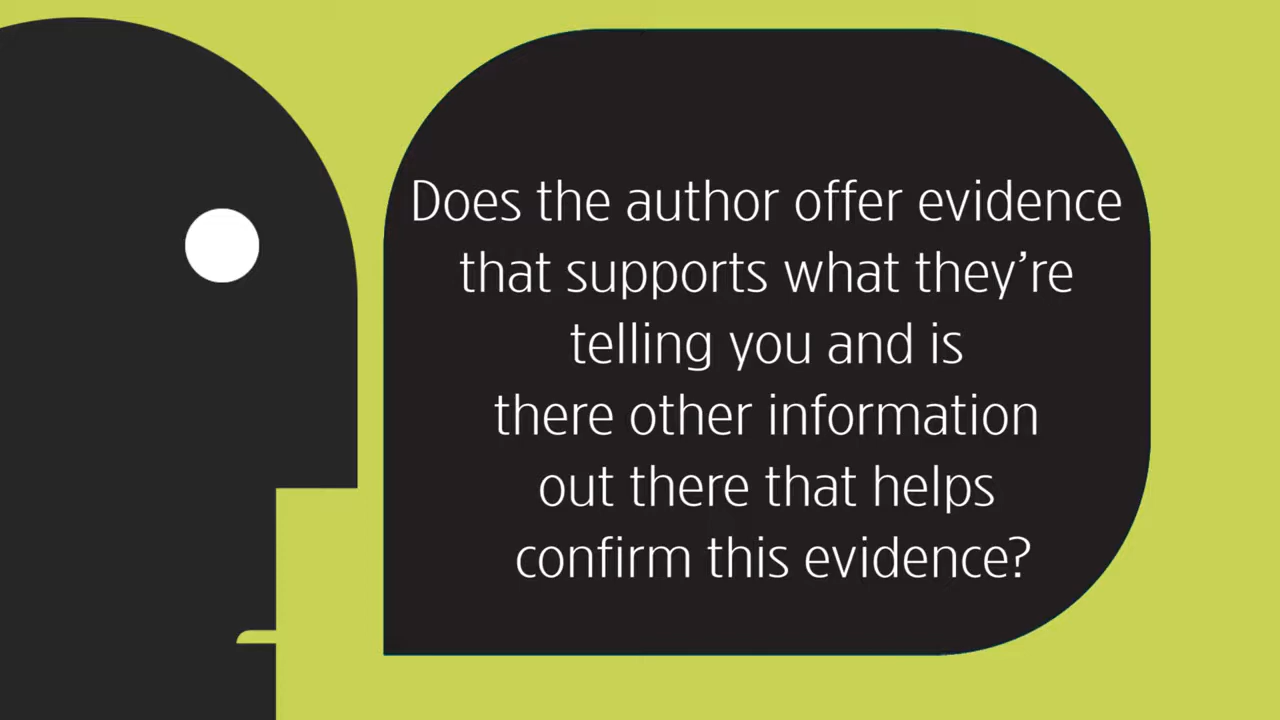 Does the author offer evidence
that supports what they’re
telling you and is
there other information
out there that helps
confirm this evidence?